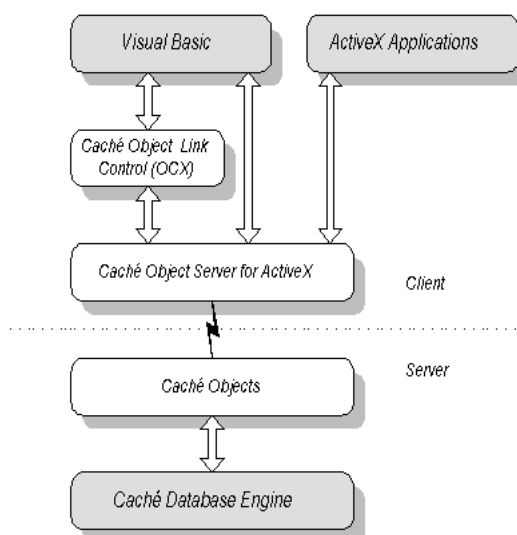 Visual Basic
ActiveX Applications
Caché Object Link
Control (OCX)
Caché Object Server for ActiveX
Client
Server
Caché Objects
Caché Database Engine